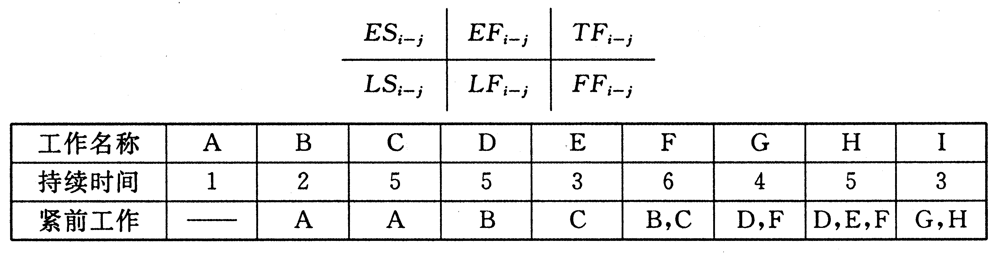 ES_{i-j} EF_{i-j} TF_{i-j}
LS_{i-j} LF_{i-j} FF_{i-j}
工作名称 A B C D E F G H I
持续时间 1 2 5 5 3 6 4 5 3
紧前工作 —— A A B C B,C D,F D,E,F G,H